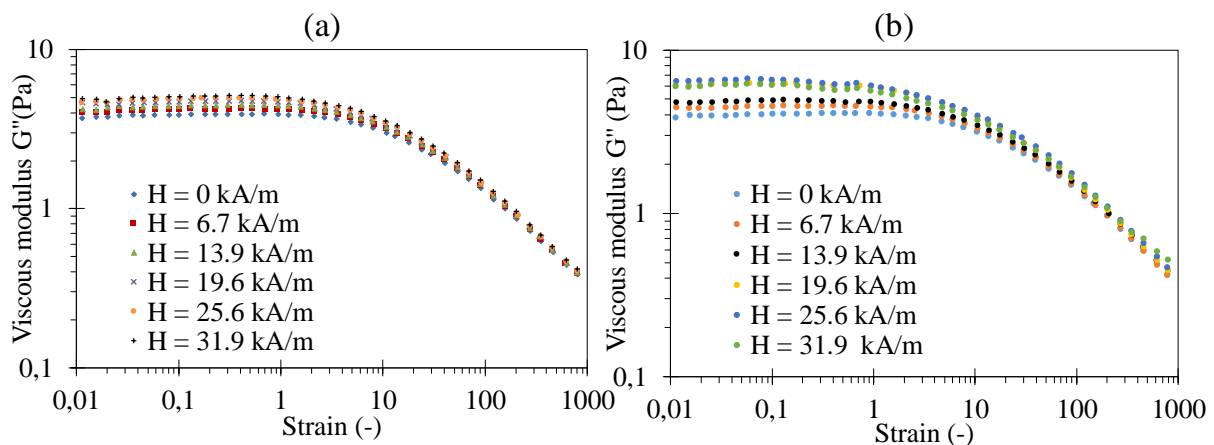 (a)
Viscous modulus G"(Pa)
10
1
0,1
H = 0 kA/m
H = 6.7 kA/m
H = 13.9 kA/m
H = 19.6 kA/m
H = 25.6 kA/m
H = 31.9 kA/m
0,01 0,1 1 10 100 1000
Strain (-)
(b)
Viscous modulus G" (Pa)
10
1
0,1
H = 0 kA/m
H = 6.7 kA/m
H = 13.9 kA/m
H = 19.6 kA/m
H = 25.6 kA/m
H = 31.9 kA/m
0,01 0,1 1 10 100 1000
Strain (-)